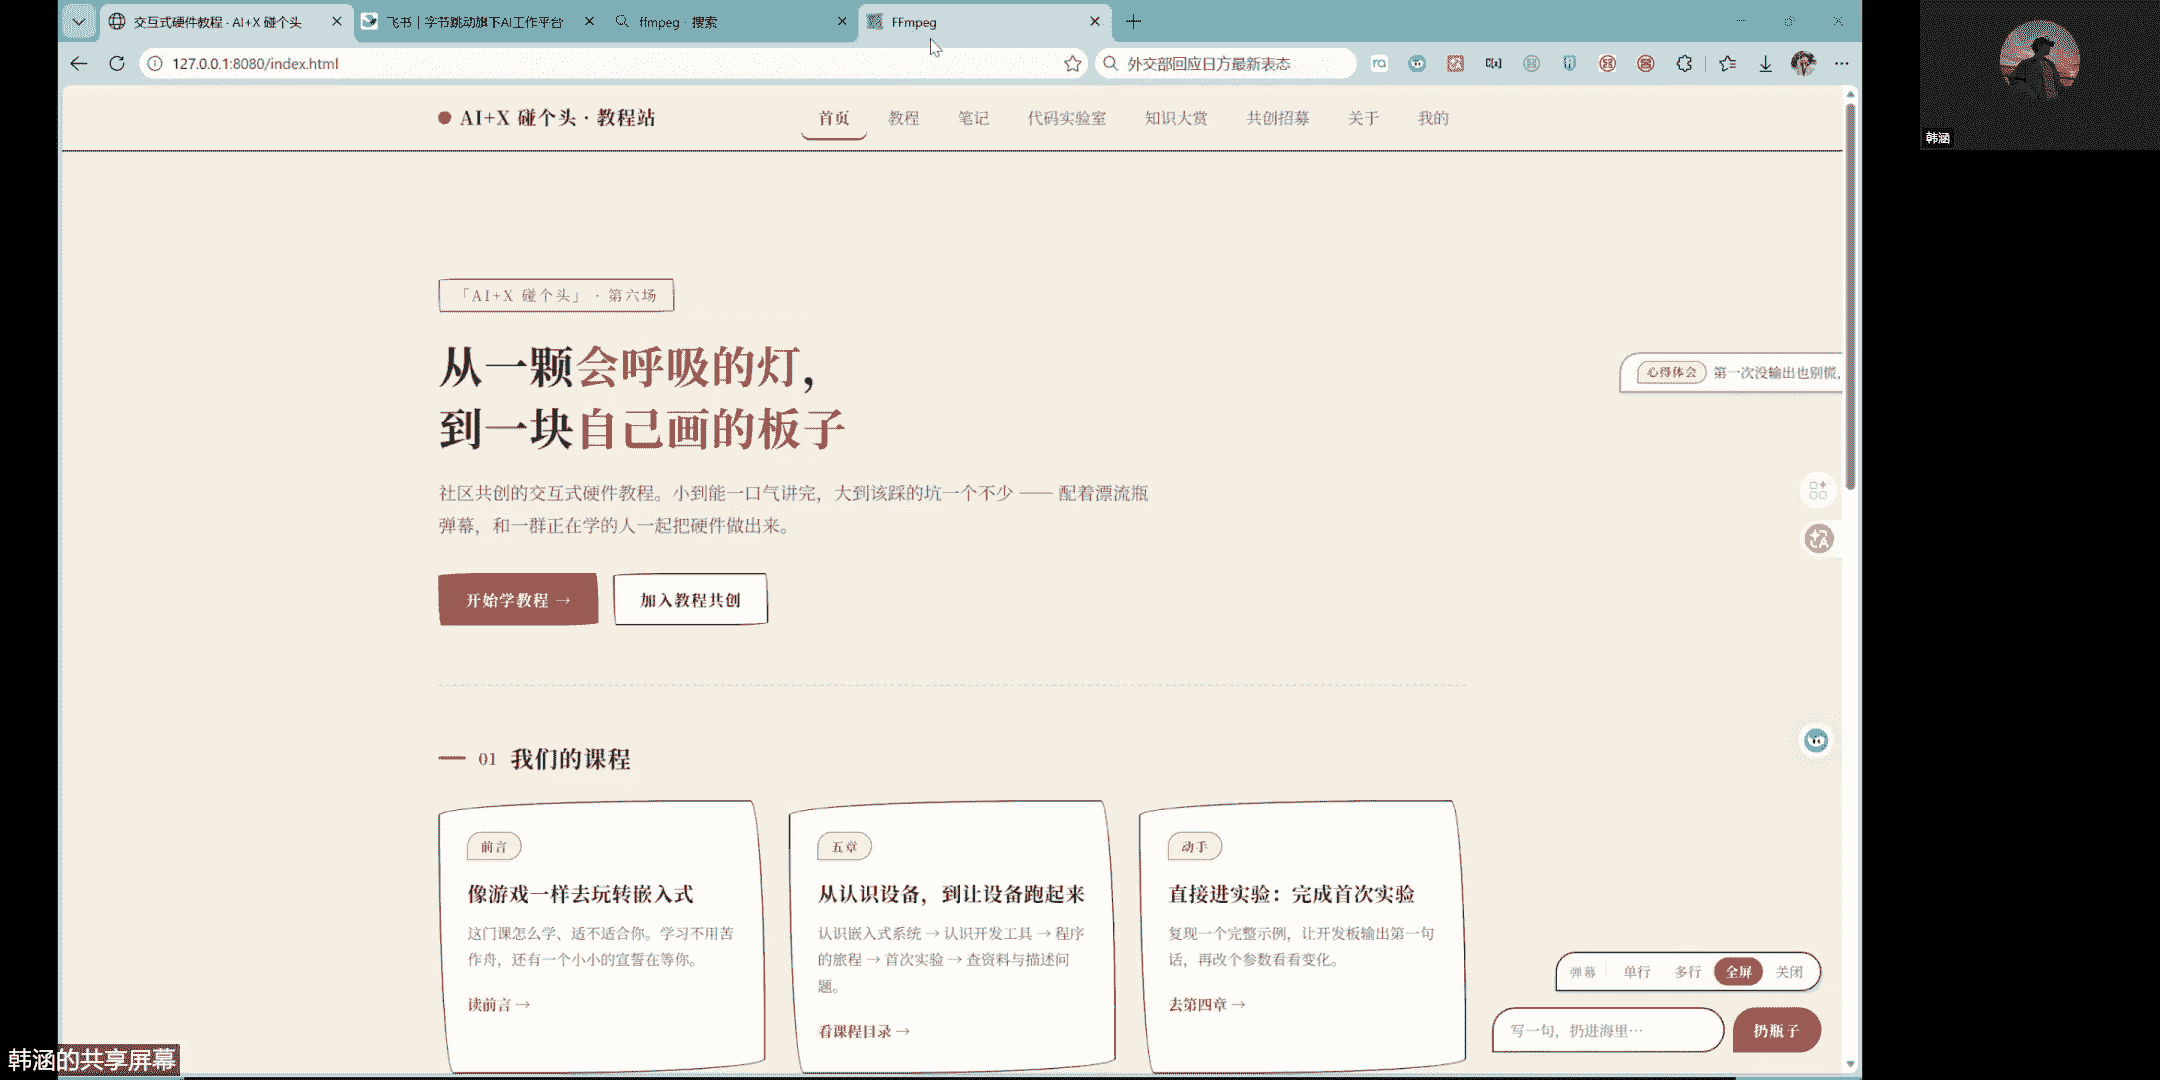 交互式硬件教程 · AI+X 碰个头
飞书 | 字节跳动旗下AI工作平台
ffmpeg - 搜索
FFmpeg
127.0.0.1:8080/index.html
外交部回应日方最新表态
韩涵
AI+X 碰个头 · 教程站
首页
教程
笔记
代码实验室
知识大赏
共创招募
关于
我的
「AI+X 碰个头」 · 第六场
从一颗会呼吸的灯，
到一块自己画的板子
心得体会 第一次没输出也别慌，
社区共创的交互式硬件教程。小到能一口气讲完，大到该踩的坑一个不少 —— 配着漂流瓶
弹幕，和一群正在学的人一起把硬件做出来。
开始学教程 →
加入教程共创
01 我们的课程
前言
像游戏一样去玩转嵌入式
这门课怎么学、适不适合你。学习不用苦
作舟，还有一个小小的宣誓在等你。
读前言 →
五章
从认识设备，到让设备跑起来
认识嵌入式系统 → 认识开发工具 → 程序
的旅程 → 首次实验 → 查资料与描述问
题。
看课程目录 →
动手
直接进实验：完成首次实验
复现一个完整示例，让开发板输出第一句
话，再改个参数看看变化。
去第四章 →
弹幕 单行 多行 全屏 关闭
写一句，扔进海里…
扔瓶子
韩涵的共享屏幕